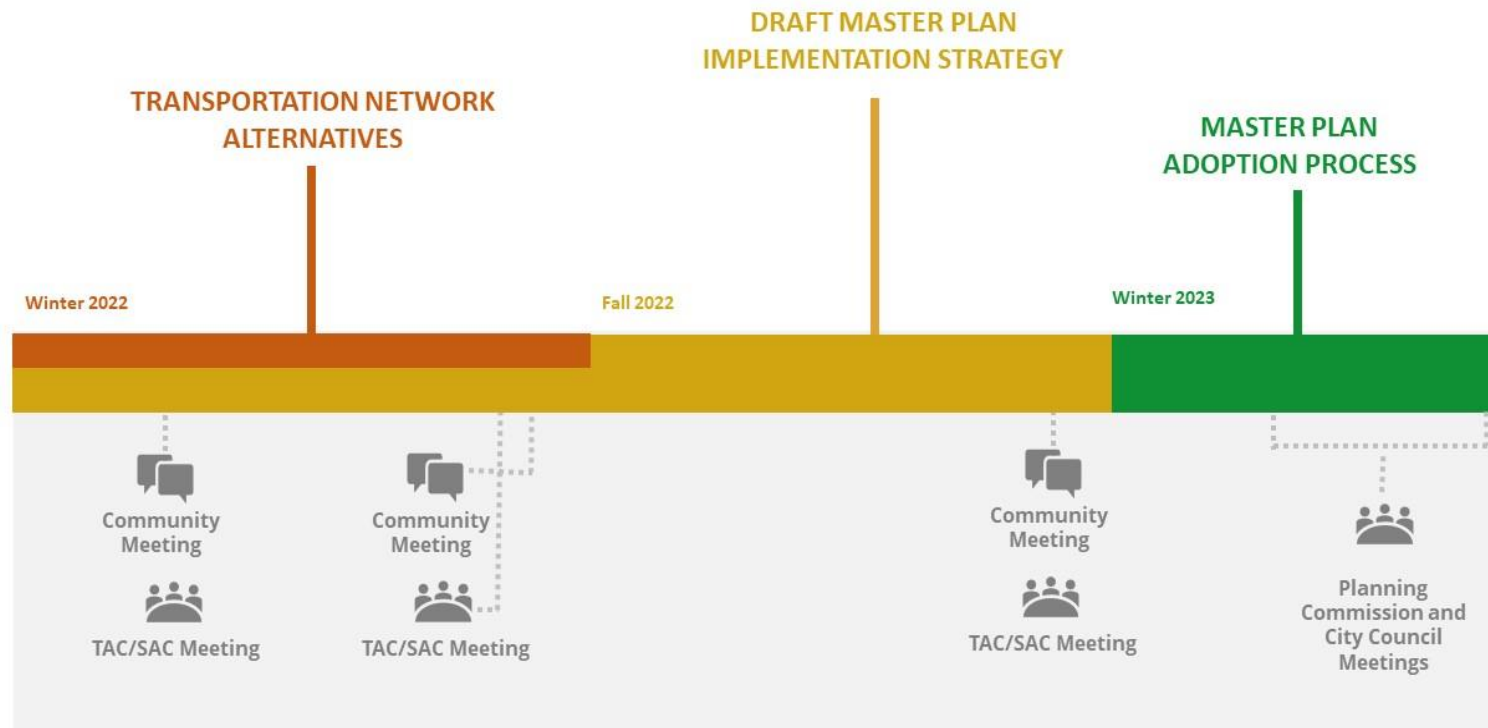 DRAFT MASTER PLAN
IMPLEMENTATION STRATEGY
TRANSPORTATION NETWORK
ALTERNATIVES
MASTER PLAN
ADOPTION PROCESS
Winter 2022
Fall 2022
Winter 2023
Community
Meeting
TAC/SAC Meeting
Community
Meeting
TAC/SAC Meeting
Community
Meeting
TAC/SAC Meeting
Planning
Commission and
City Council
Meetings